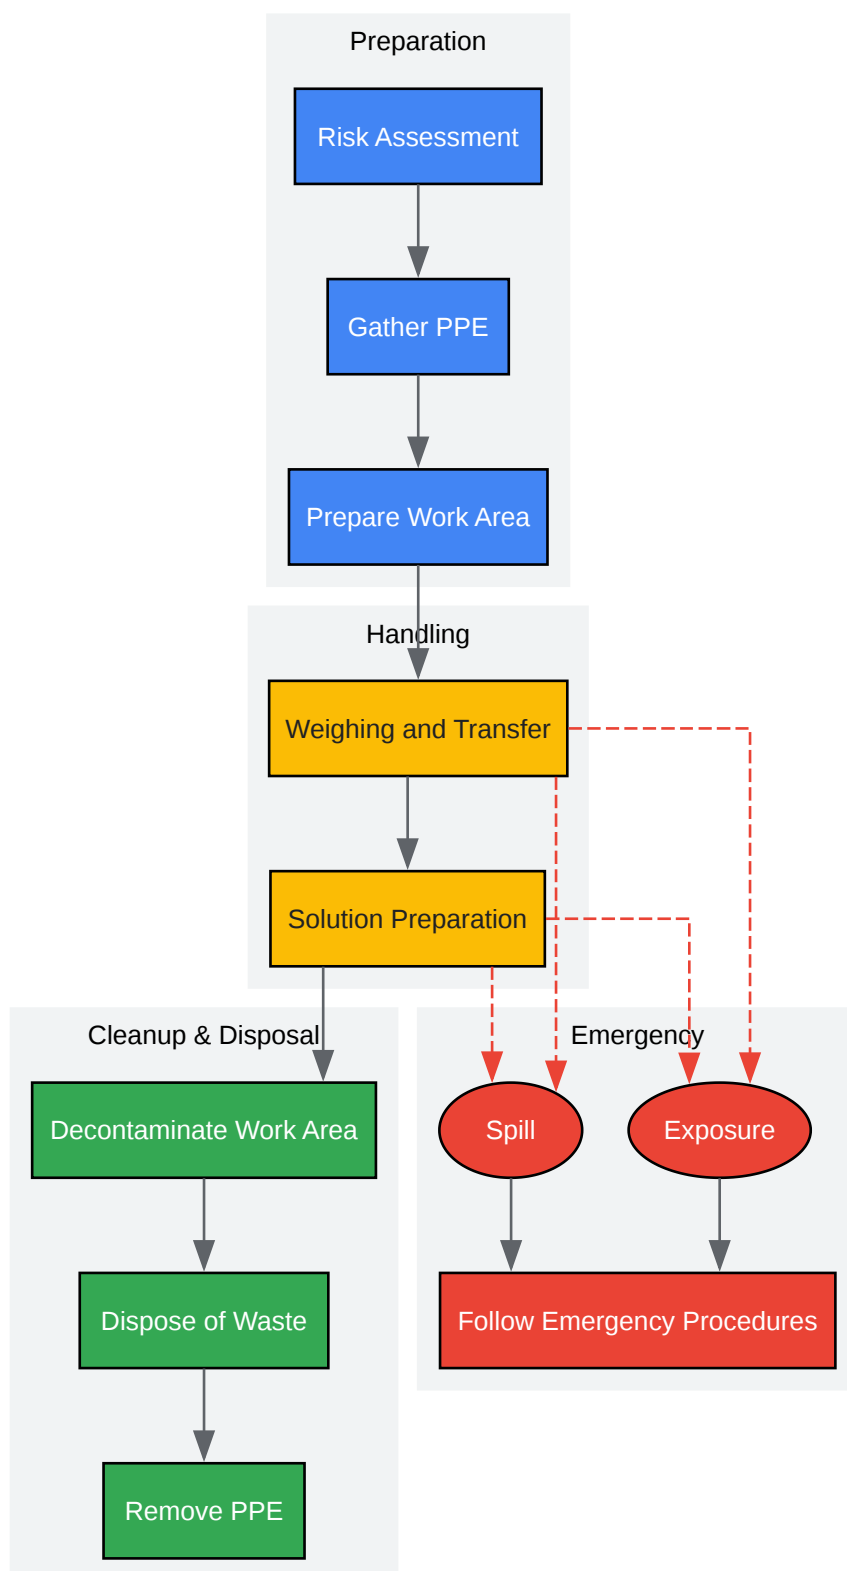 Preparation
Risk Assessment
Gather PPE
Prepare Work Area
Handling
Weighing and Transfer
Solution Preparation
Cleanup & Disposal
Decontaminate Work Area
Dispose of Waste
Remove PPE
Emergency
Spill
Exposure
Follow Emergency Procedures